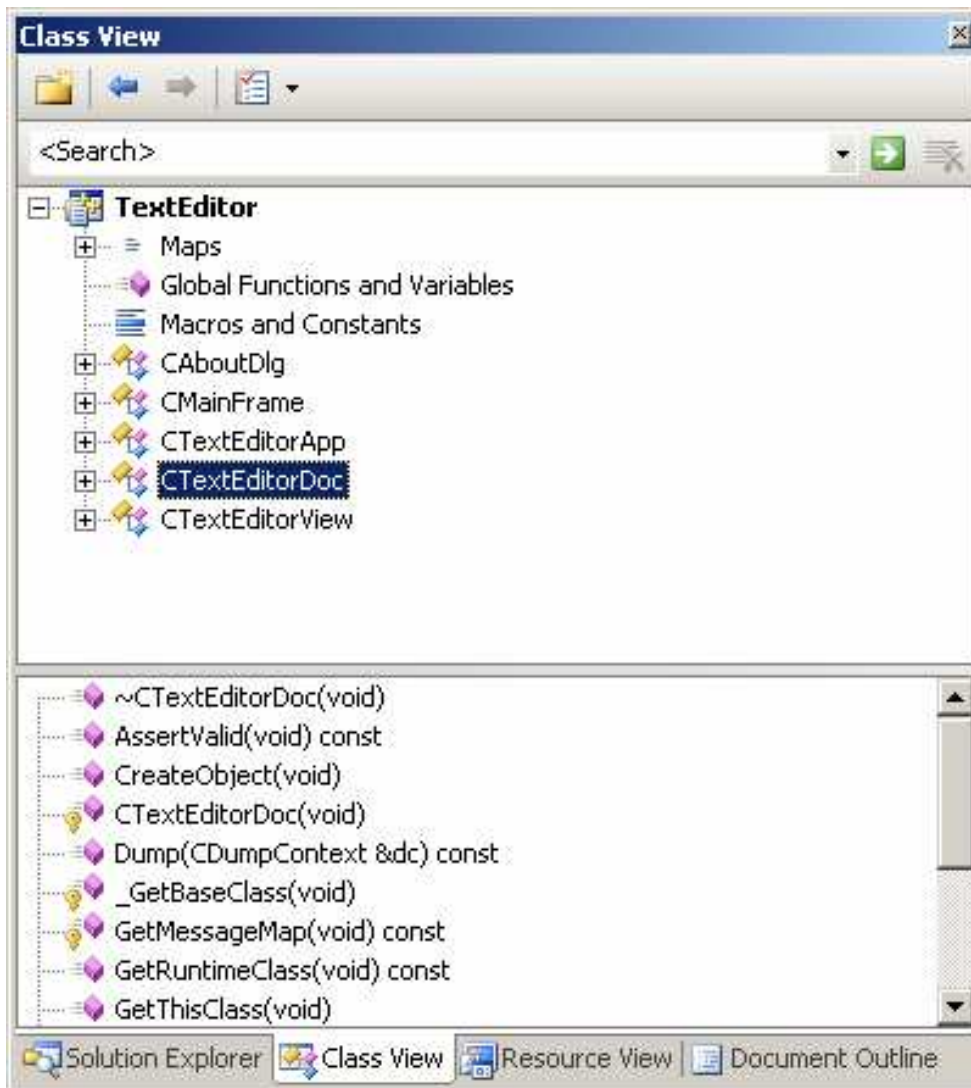 Class View
<Search>
TextEditor
Maps
Global Functions and Variables
Macros and Constants
CAboutDlg
CMainFrame
CTextEditorApp
CTextEditorDoc
CTextEditorView
~CTextEditorDoc(void)
AssertValid(void) const
CreateObject(void)
CTextEditorDoc(void)
Dump(CDumpContext &dc) const
_GetBaseClass(void)
GetMessageMap(void) const
GetRuntimeClass(void) const
GetThisClass(void)
Solution Explorer Class View Resource View Document Outline